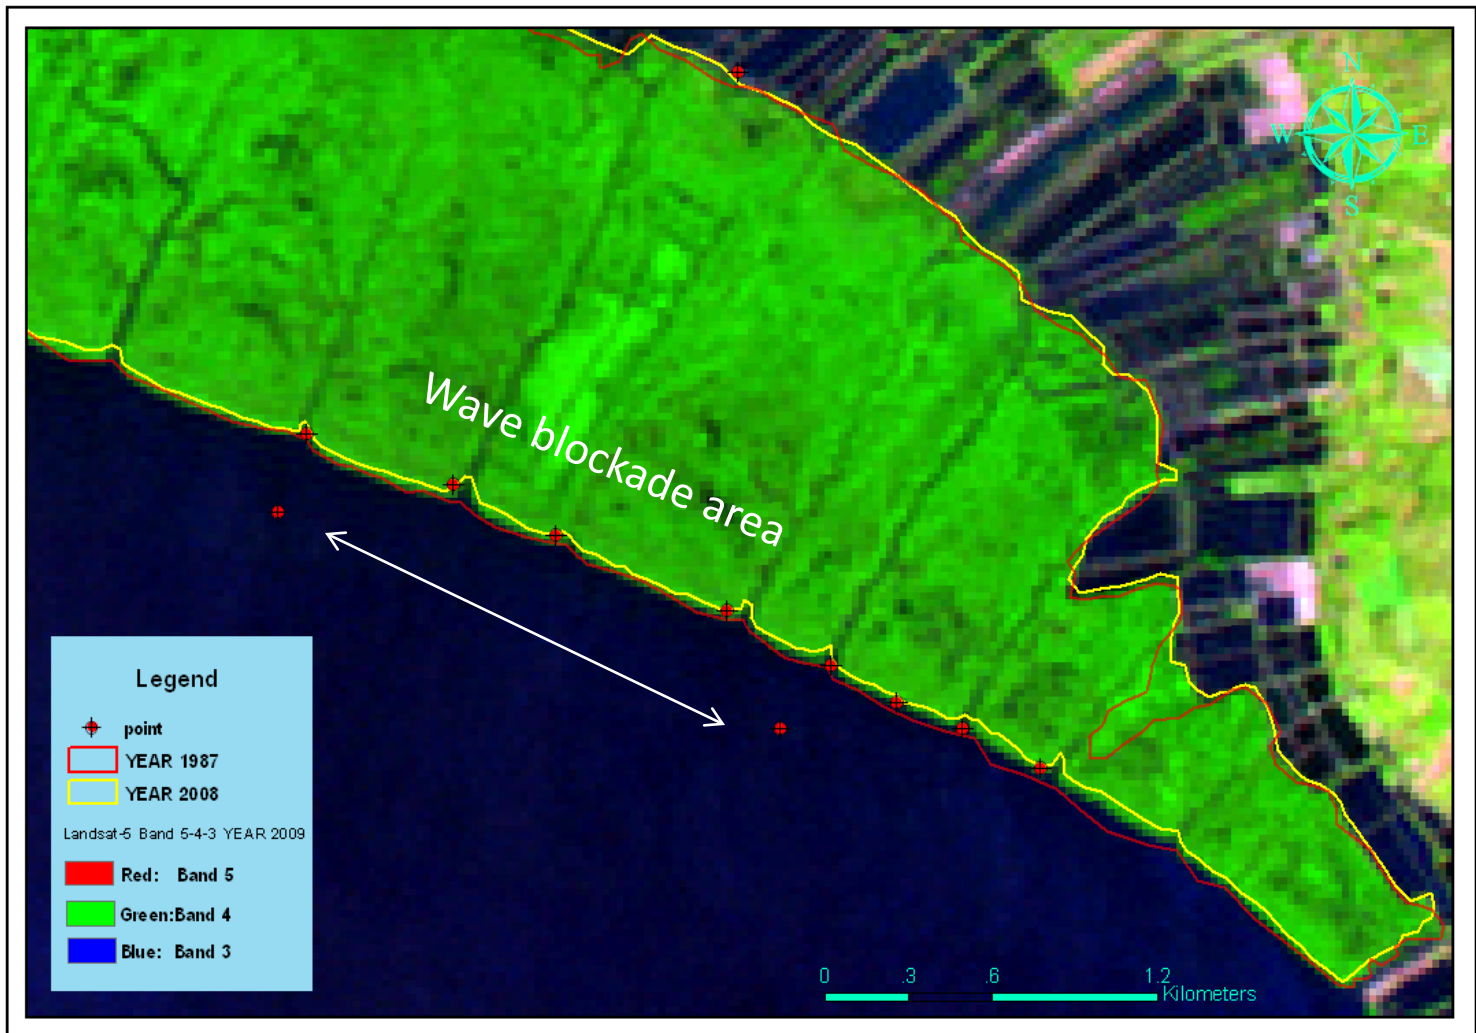 N
W E
S
Wave blockade area
Legend
point
YEAR 1987
YEAR 2008
Landsat-5 Band 5-4-3 YEAR 2009
Red: Band 5
Green:Band 4
Blue: Band 3
0 .3 .6 1.2
Kilometers